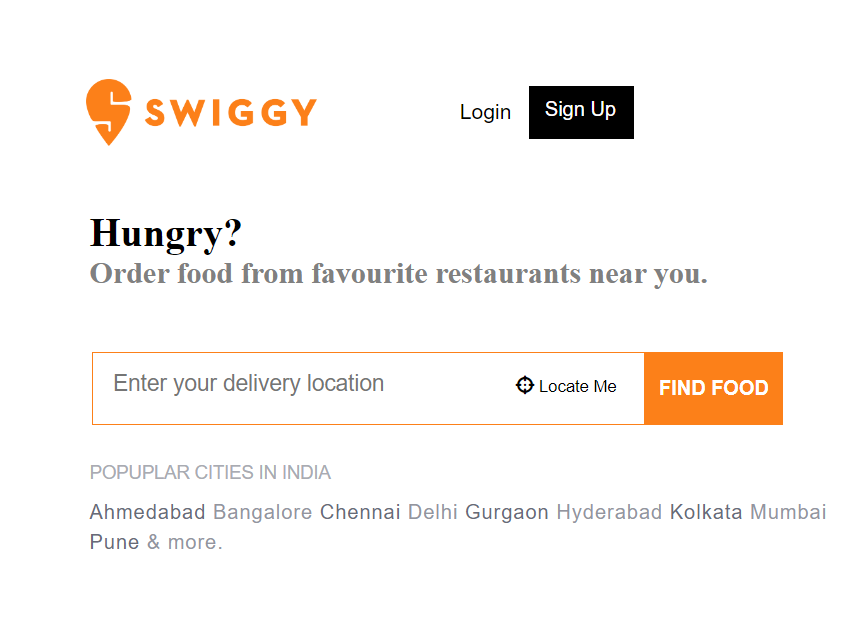 SWIGGY
Login
Sign Up
Hungry?
Order food from favourite restaurants near you.
Enter your delivery location
Locate Me
FIND FOOD
POPUPLAR CITIES IN INDIA
Ahmedabad Bangalore Chennai Delhi Gurgaon Hyderabad Kolkata Mumbai
Pune & more.